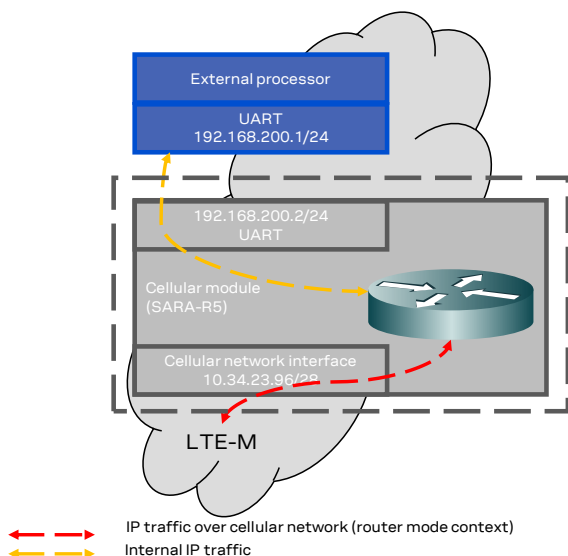 External processor
UART
192.168.200.1/24
192.168.200.2/24
UART
Cellular module
(SARA-R5)
Cellular network interface
10.34.23.96/28
LTE-M
IP traffic over cellular network (router mode context)
Internal IP traffic